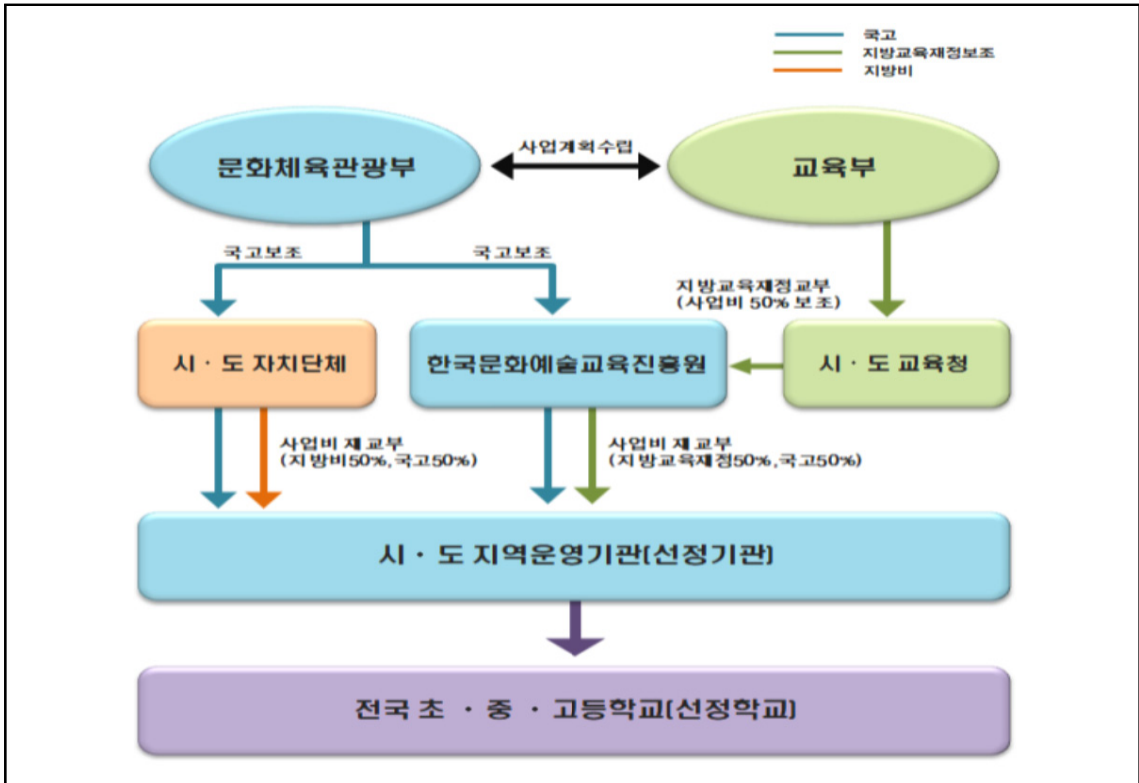 국고
지방교육재정보조
지방비
사업계획수립
문화체육관광부
교육부
국고보조
국고보조
지방교육재정교부
(사업비 50% 보조)
시 · 도 자치단체
한국문화예술교육진흥원
시 · 도 교육청
사업비 재교부
(지방비50%,국고50%)
사업비 재교부
(지방교육재정50%,국고50%)
시 · 도 지역운영기관(선정기관)
전국 초 · 중 · 고등학교(선정학교)